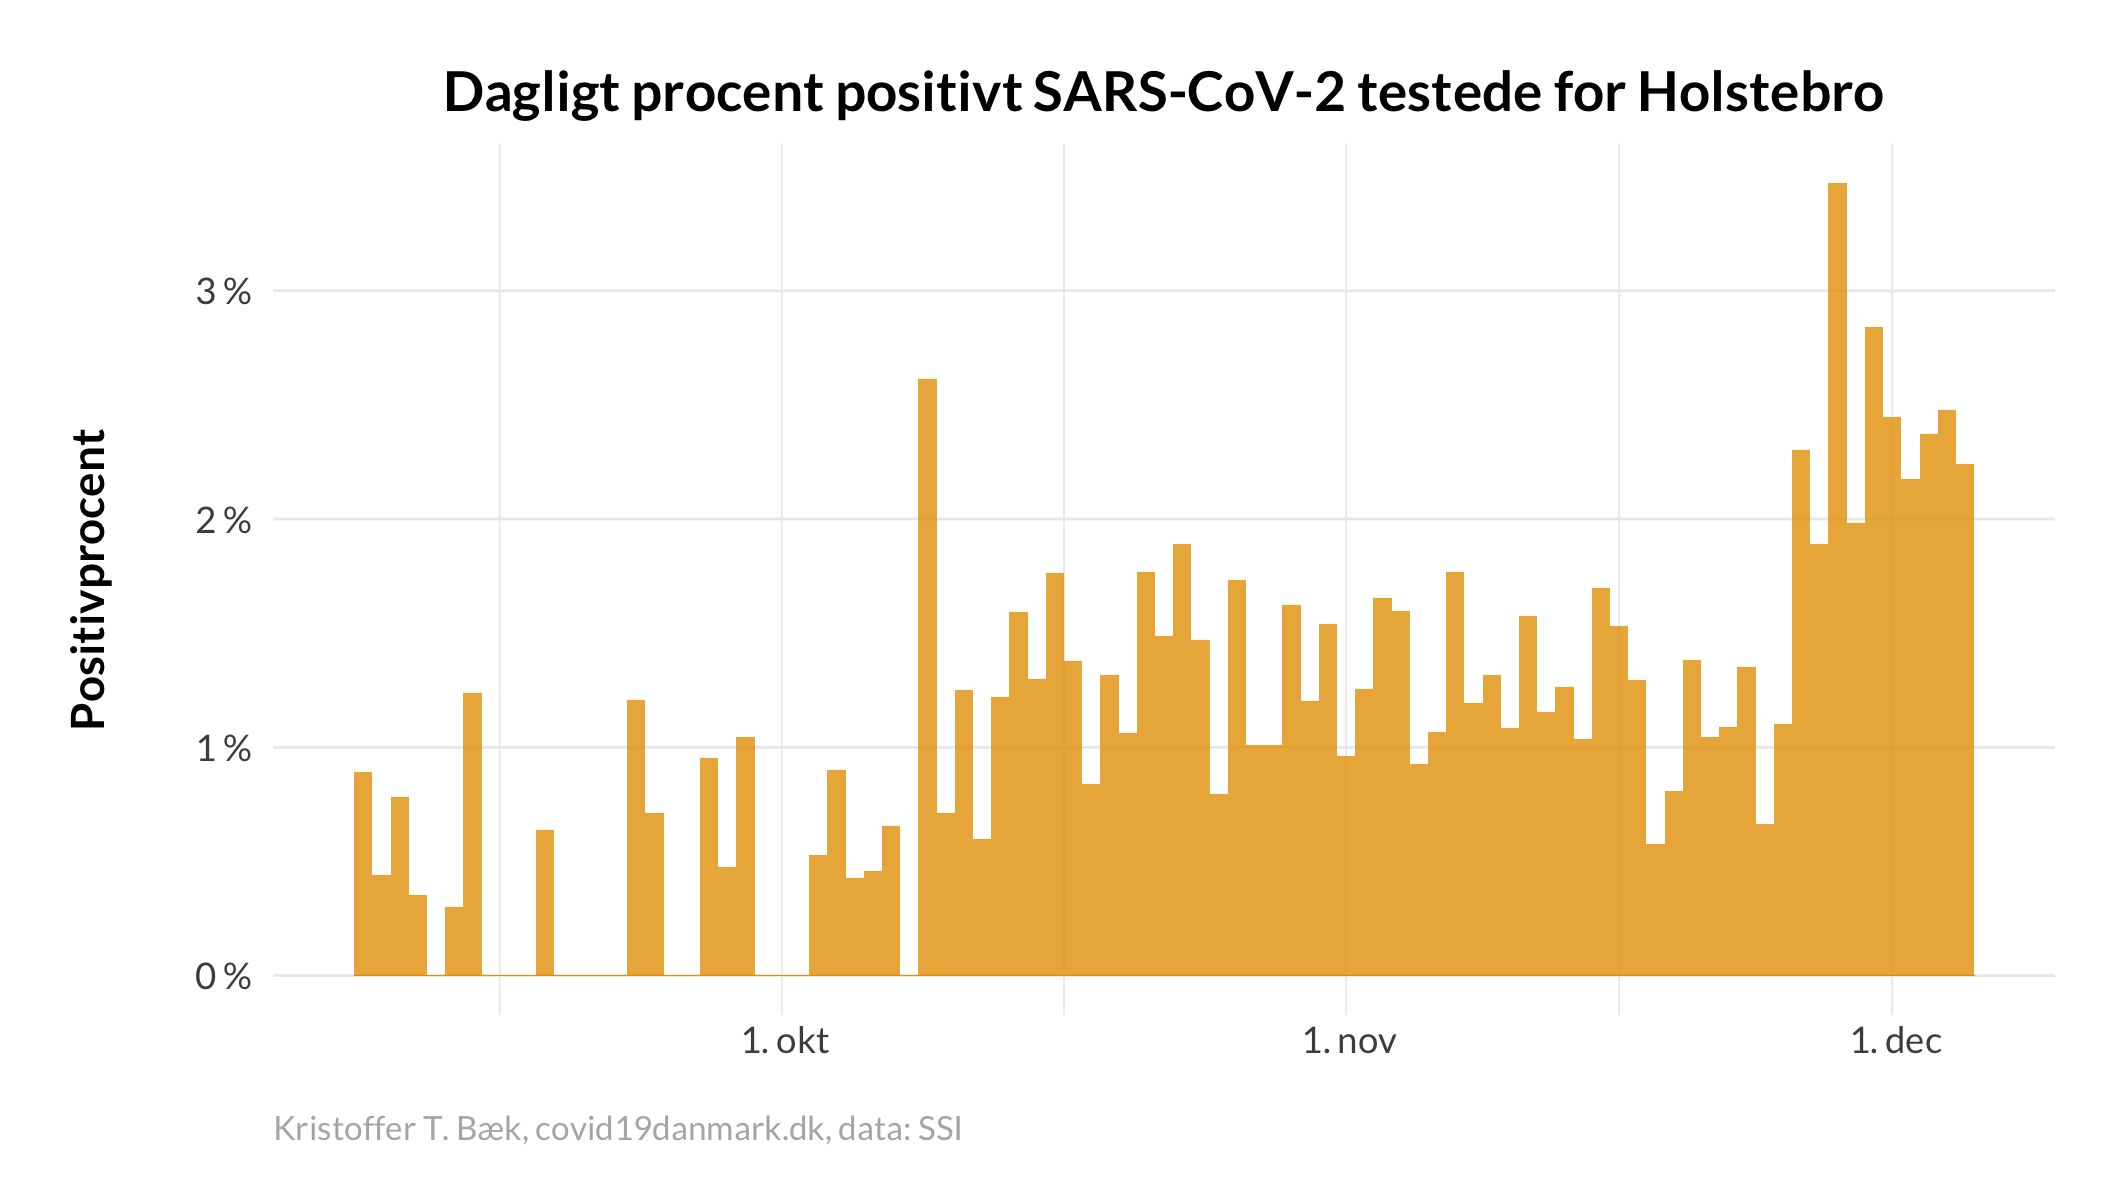 Dagligt procent positivt SARS-CoV-2 testede for Holstebro
Positivprocent
3 %
2 %
1 %
0 %
1. okt
1. nov
1. dec
Kristoffer T. Bæk, covid19danmark.dk, data: SSI